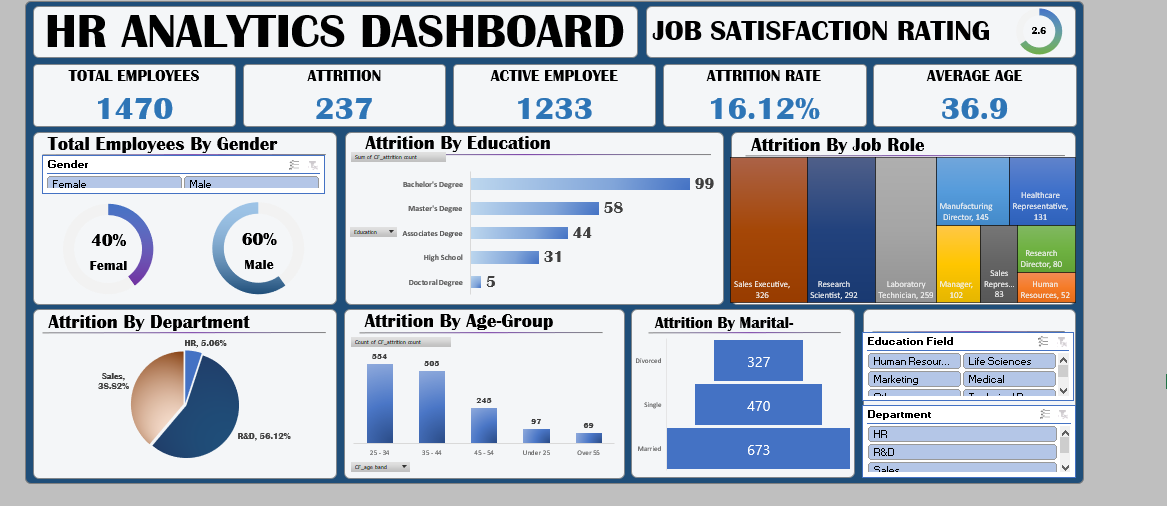 HR ANALYTICS DASHBOARD
JOB SATISFACTION RATING
2.6
TOTAL EMPLOYEES
1470
ATTRITION
237
ACTIVE EMPLOYEE
1233
ATTRITION RATE
16.12%
AVERAGE AGE
36.9
Total Employees By Gender
Gender
Female
Male
40%
Femal
60%
Male
Attrition By Education
Sum of CF_attrition count
Bachelor's Degree
99
Master's Degree
58
Education
Associates Degree
44
High School
31
Doctoral Degree
5
Attrition By Job Role
Sales Executive,
326
Research
Scientist, 292
Laboratory
Technician, 259
Manufacturing
Director, 145
Healthcare
Representative,
131
Manager,
102
Sales
Repres...
83
Research
Director, 80
Human
Resources, 52
Attrition By Department
HR, 5.06%
Sales,
38.82%
R&D, 56.12%
Attrition By Age-Group
Count of CF_attrition count
554
505
245
97
69
25 - 34
35 - 44
45 - 54
Under 25
Over 55
CF_age band
Attrition By Marital-
Divorced
327
Single
470
Married
673
Education Field
Human Resour...
Life Sciences
Marketing
Medical
Department
HR
R&D
Sales